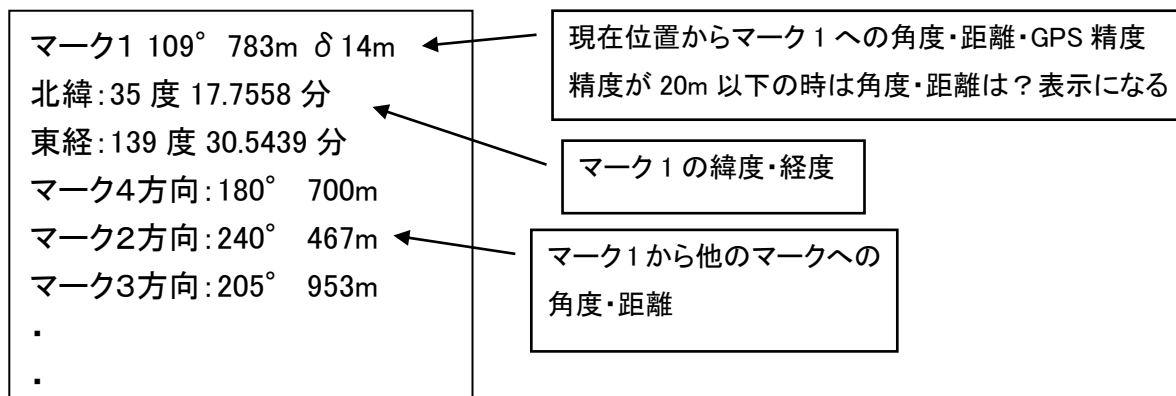 マーク1 109° 783m δ14m
北緯:35 度 17.7558 分
東経:139 度 30.5439 分
マーク4方向:180° 700m
マーク2方向:240° 467m
マーク3方向:205° 953m
・
・
現在位置からマーク 1 への角度・距離・GPS 精度
精度が 20m 以下の時は角度・距離は?表示になる
マーク 1 の緯度・経度
マーク1から他のマークへの
角度・距離